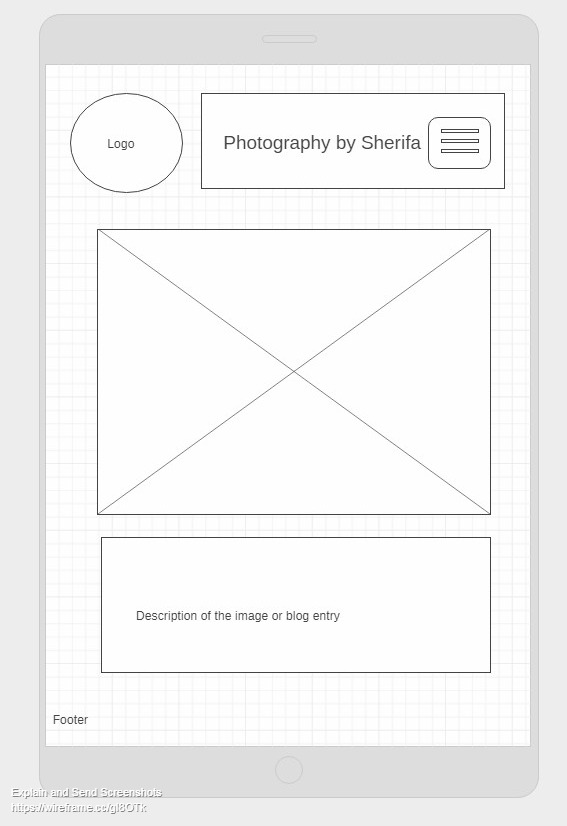 Logo
Photography by Sherifa
Description of the image or blog entry
Footer
Explain and Send Screenshots
https://wireframe.cc/gl8OTk